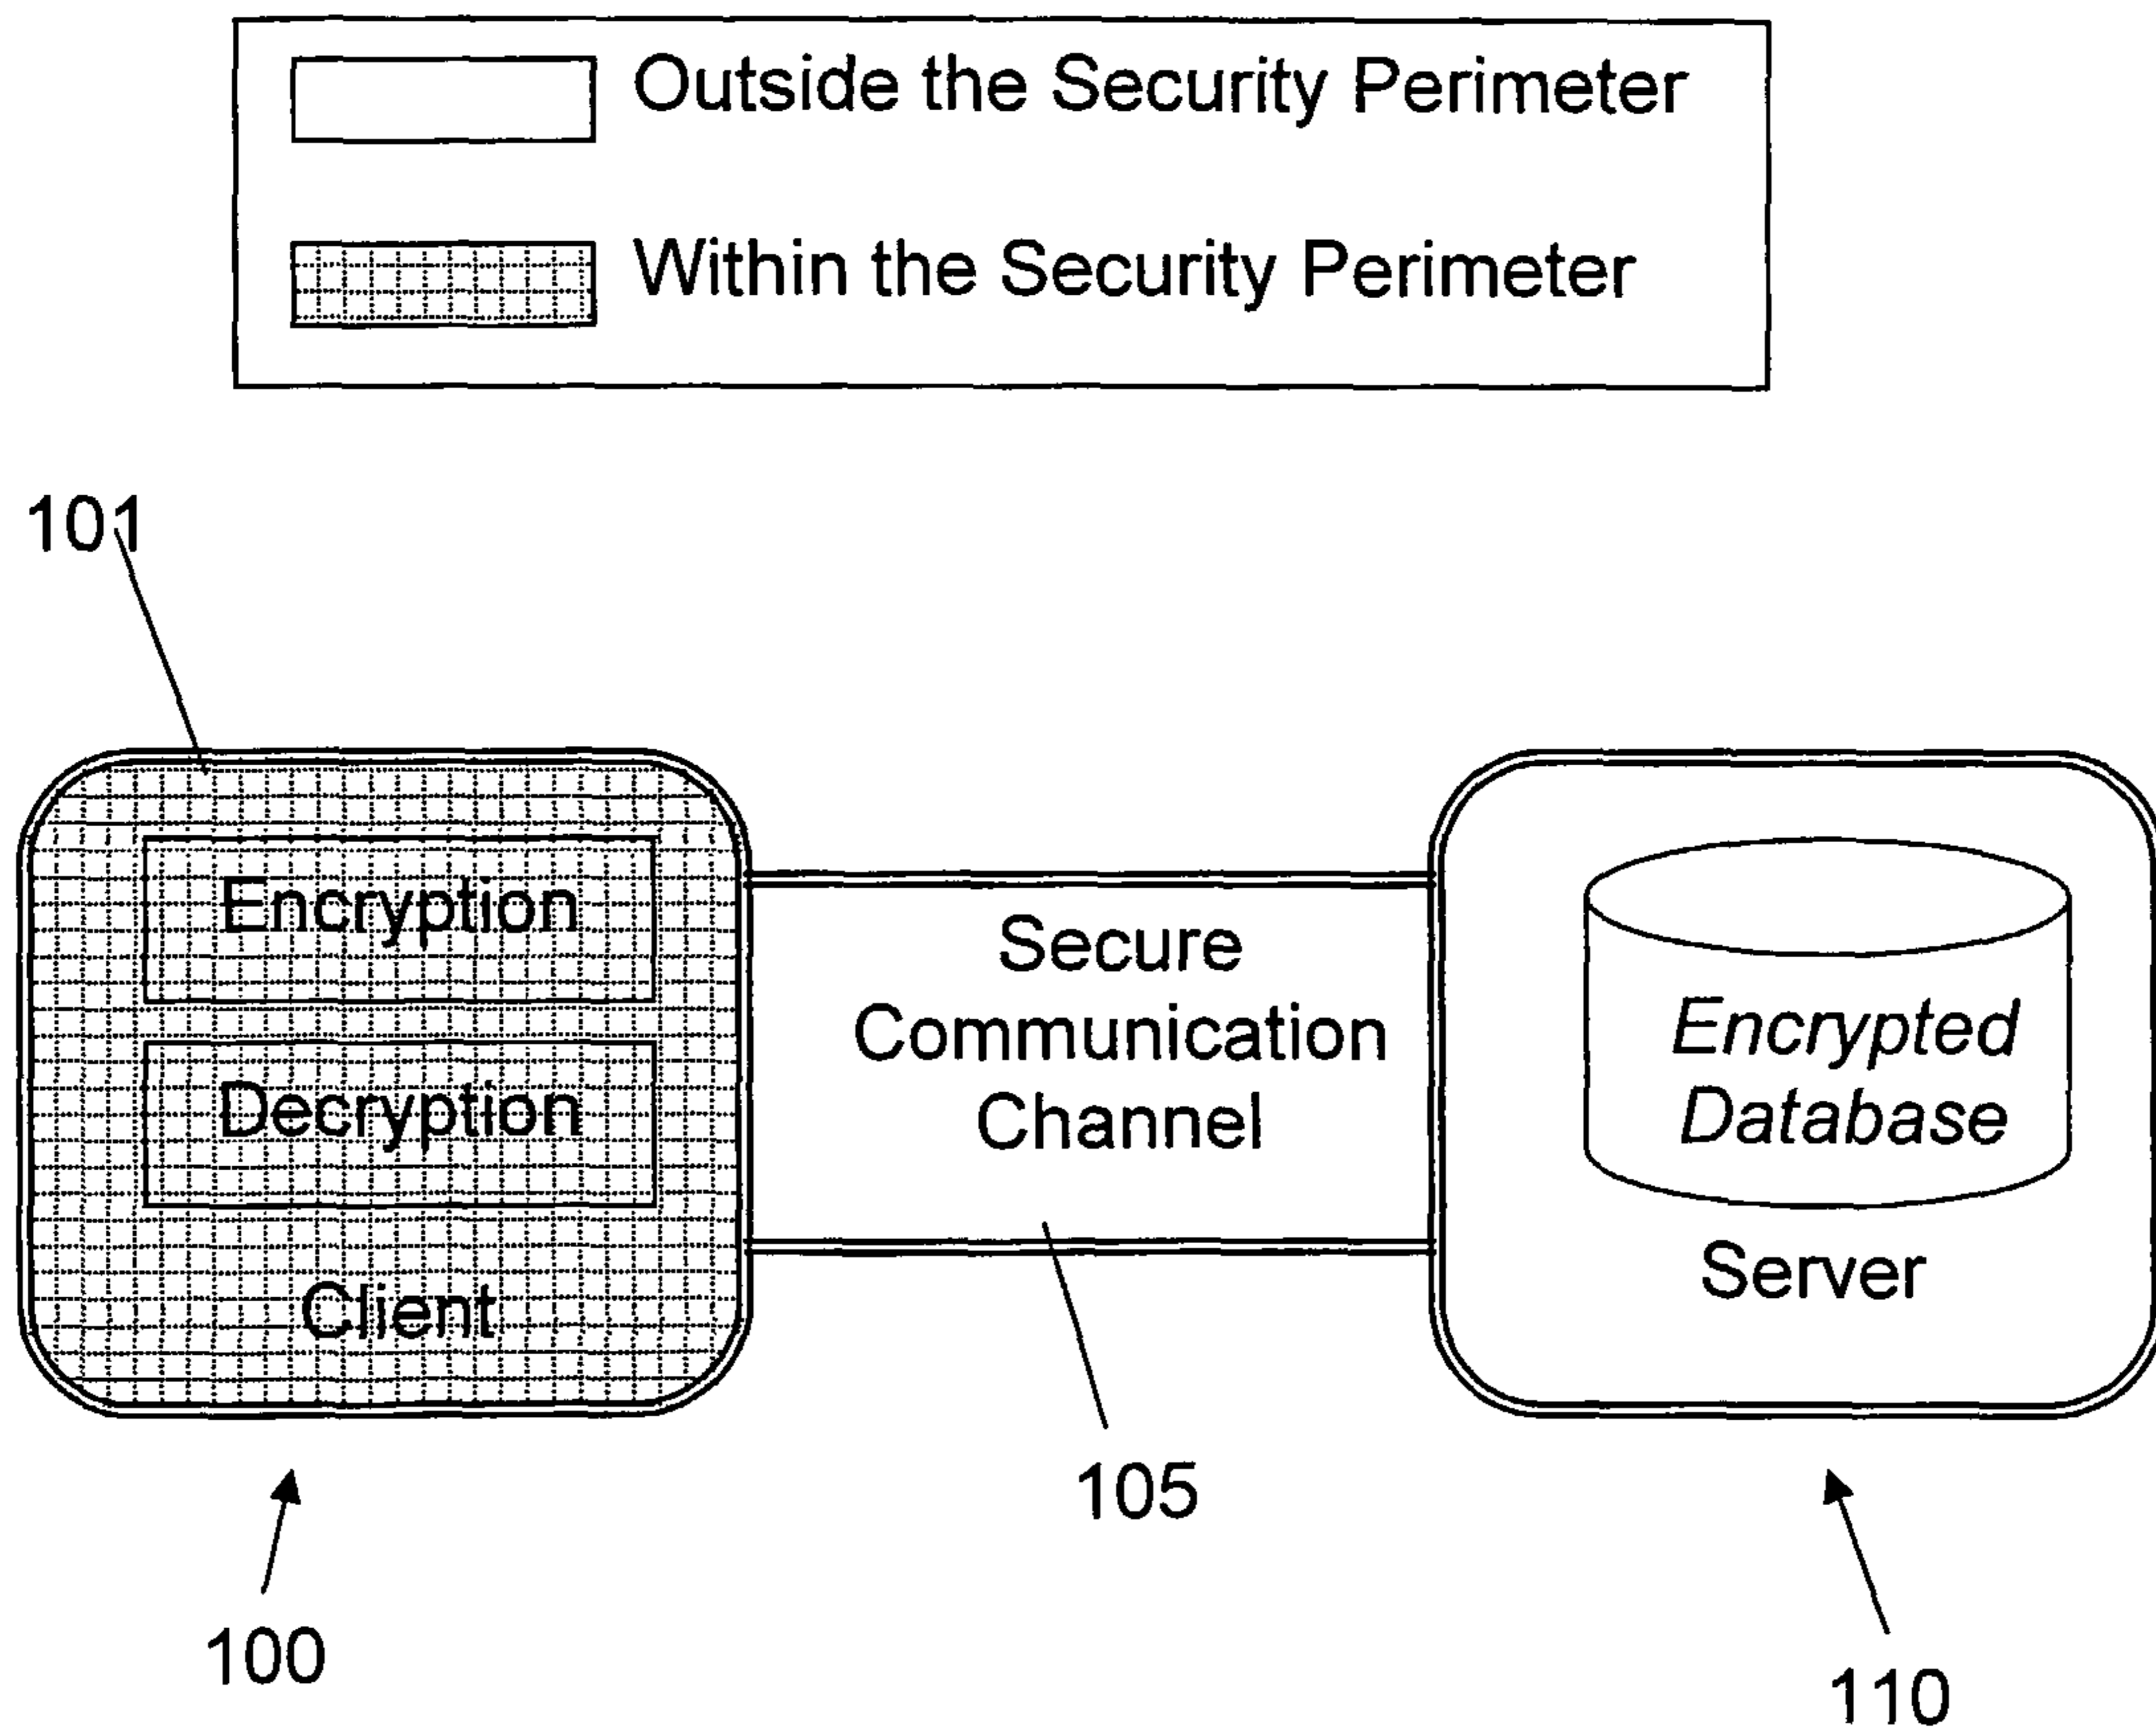 Outside the Security Perimeter
Within the Security Perimeter
101
Encryption
Decryption
Client
Secure
Communication
Channel
Encrypted
Database
Server
105
100
110